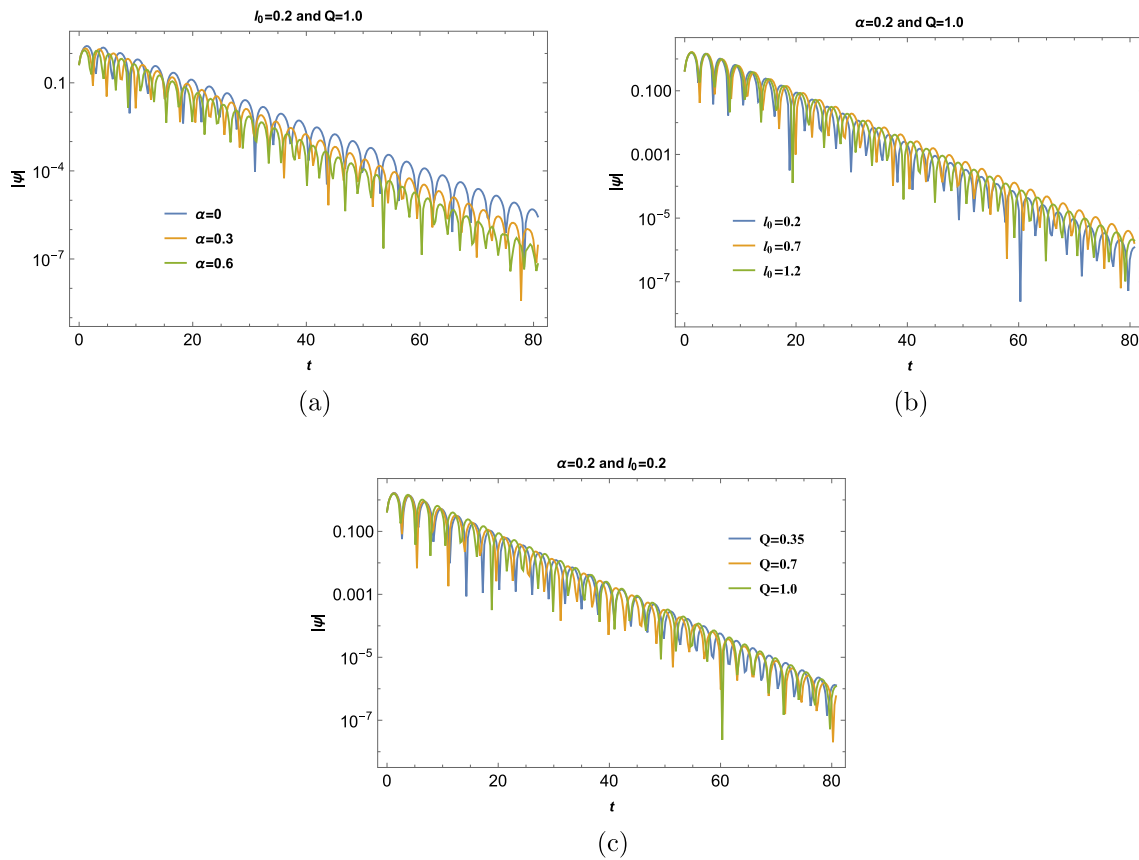 l₀=0.2 and Q=1.0
|ψ|
0.1
10⁻⁴
10⁻⁷
α=0
α=0.3
α=0.6
0 20 40 60 80
t
(a)
α=0.2 and Q=1.0
|ψ|
0.100
0.001
10⁻⁵
10⁻⁷
l₀=0.2
l₀=0.7
l₀=1.2
0 20 40 60 80
t
(b)
α=0.2 and l₀=0.2
|ψ|
0.100
0.001
10⁻⁵
10⁻⁷
Q=0.35
Q=0.7
Q=1.0
0 20 40 60 80
t
(c)